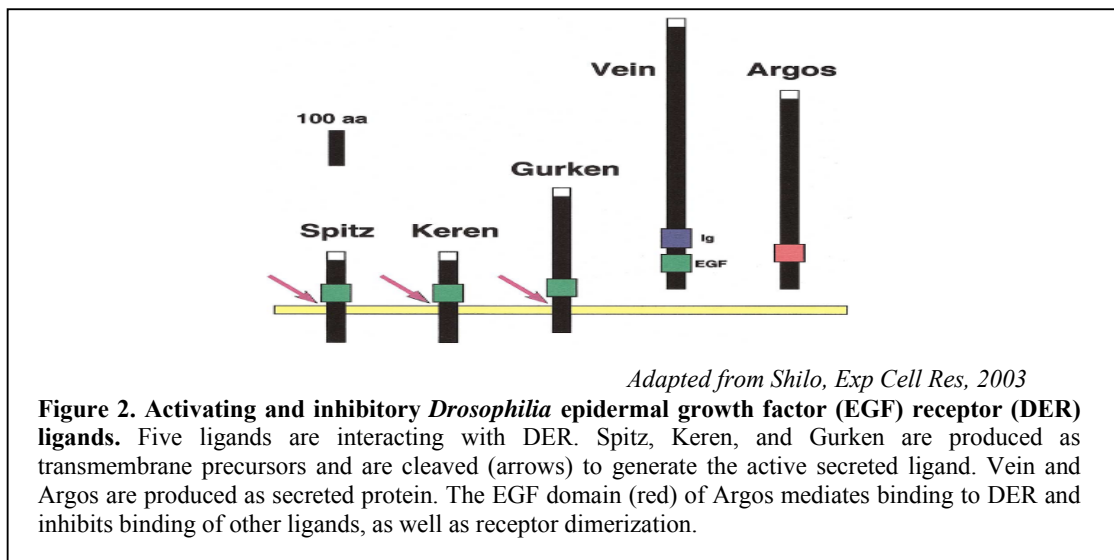 Vein
Argos
100 aa
Gurken
Spitz
Keren
Ig
EGF
Adapted from Shilo, Exp Cell Res, 2003
Figure 2. Activating and inhibitory Drosophilia epidermal growth factor (EGF) receptor (DER)
ligands. Five ligands are interacting with DER. Spitz, Keren, and Gurken are produced as
transmembrane precursors and are cleaved (arrows) to generate the active secreted ligand. Vein and
Argos are produced as secreted protein. The EGF domain (red) of Argos mediates binding to DER and
inhibits binding of other ligands, as well as receptor dimerization.